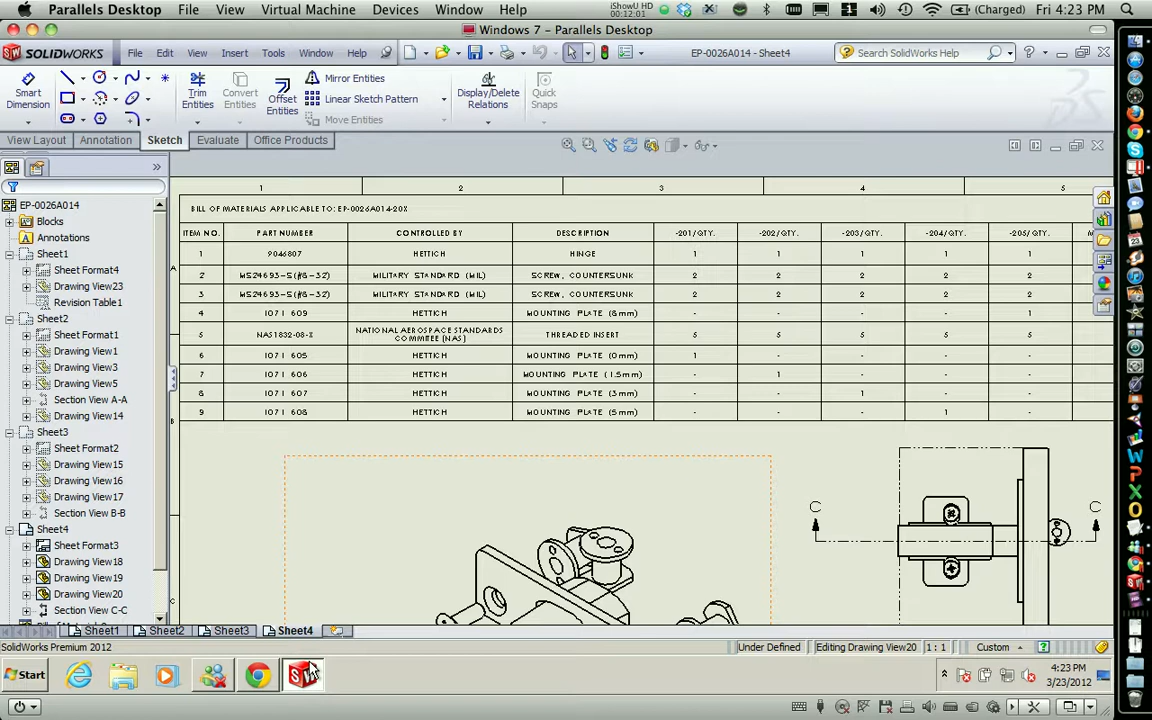 Parallels Desktop File View Virtual Machine Devices Window Help iShowU HD 00:12:01 1 (Charged) Fri 4:23 PM
Windows 7 - Parallels Desktop
SOLIDWORKS File Edit View Insert Tools Window Help EP-0026A014 - Sheet4 Search SolidWorks Help
Smart Dimension
Trim Entities
Convert Entities
Offset Entities
Mirror Entities
Linear Sketch Pattern
Move Entities
Display/Delete Relations
Quick Snaps
View Layout Annotation Sketch Evaluate Office Products
EP-0026A014
Blocks
Annotations
Sheet1
Sheet Format4
Drawing View23
Revision Table1
Sheet2
Sheet Format1
Drawing View1
Drawing View3
Drawing View5
Section View A-A
Drawing View14
Sheet3
Sheet Format2
Drawing View15
Drawing View16
Drawing View17
Section View B-B
Sheet4
Sheet Format3
Drawing View18
Drawing View19
Drawing View20
Section View C-C
1 2 3 4 5
BILL OF MATERIALS APPLICABLE TO: EP-0026A014-20X
ITEM NO. PART NUMBER CONTROLLED BY DESCRIPTION -201/QTY. -202/QTY. -203/QTY. -204/QTY. -205/QTY.
1 9046807 HETTICH HINGE 1 1 1 1 1
2 MS24693-S(#6-32) MILITARY STANDARD (MIL) SCREW, COUNTERSUNK 2 2 2 2 2
3 MS24693-S(#8-32) MILITARY STANDARD (MIL) SCREW, COUNTERSUNK 2 2 2 2 2
4 1071 609 HETTICH MOUNTING PLATE (8mm) - - - - 1
5 NAS1832-08-X NATIONAL AEROSPACE STANDARDS COMMITEE (NAS) THREADED INSERT 5 5 5 5 5
6 1071 605 HETTICH MOUNTING PLATE (0mm) 1 - - - -
7 1071 606 HETTICH MOUNTING PLATE (1.5mm) - 1 - - -
8 1071 607 HETTICH MOUNTING PLATE (3mm) - - 1 - -
9 1071 608 HETTICH MOUNTING PLATE (5mm) - - - 1 -
A
B
C
C C
Sheet1 Sheet2 Sheet3 Sheet4
SolidWorks Premium 2012 Under Defined Editing Drawing View20 1 : 1 Custom
Start 4:23 PM
3/23/2012